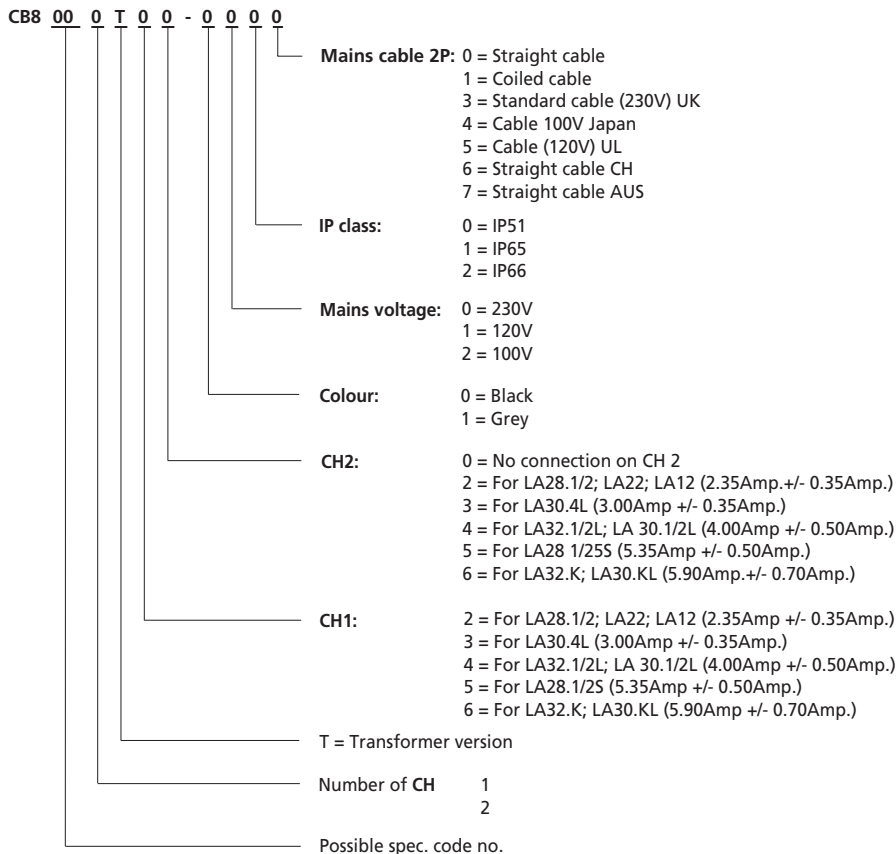 CB8 00 0 T 0 0 - 0 0 0 0
Mains cable 2P: 0 = Straight cable
1 = Coiled cable
3 = Standard cable (230V) UK
4 = Cable 100V Japan
5 = Cable (120V) UL
6 = Straight cable CH
7 = Straight cable AUS
IP class: 0 = IP51
1 = IP65
2 = IP66
Mains voltage: 0 = 230V
1 = 120V
2 = 100V
Colour: 0 = Black
1 = Grey
CH2: 0 = No connection on CH 2
2 = For LA28.1/2; LA22; LA12 (2.35Amp.+/- 0.35Amp.)
3 = For LA30.4L (3.00Amp +/- 0.35Amp.)
4 = For LA32.1/2L; LA 30.1/2L (4.00Amp +/- 0.50Amp.)
5 = For LA28 1/25S (5.35Amp +/- 0.50Amp.)
6 = For LA32.K; LA30.KL (5.90Amp.+/- 0.70Amp.)
CH1: 2 = For LA28.1/2; LA22; LA12 (2.35Amp +/- 0.35Amp.)
3 = For LA30.4L (3.00Amp +/- 0.35Amp.)
4 = For LA32.1/2L; LA 30.1/2L (4.00Amp +/- 0.50Amp.)
5 = For LA28.1/2S (5.35Amp +/- 0.50Amp.)
6 = For LA32.K; LA30.KL (5.90Amp +/- 0.70Amp.)
T = Transformer version
Number of CH 1
2
Possible spec. code no.